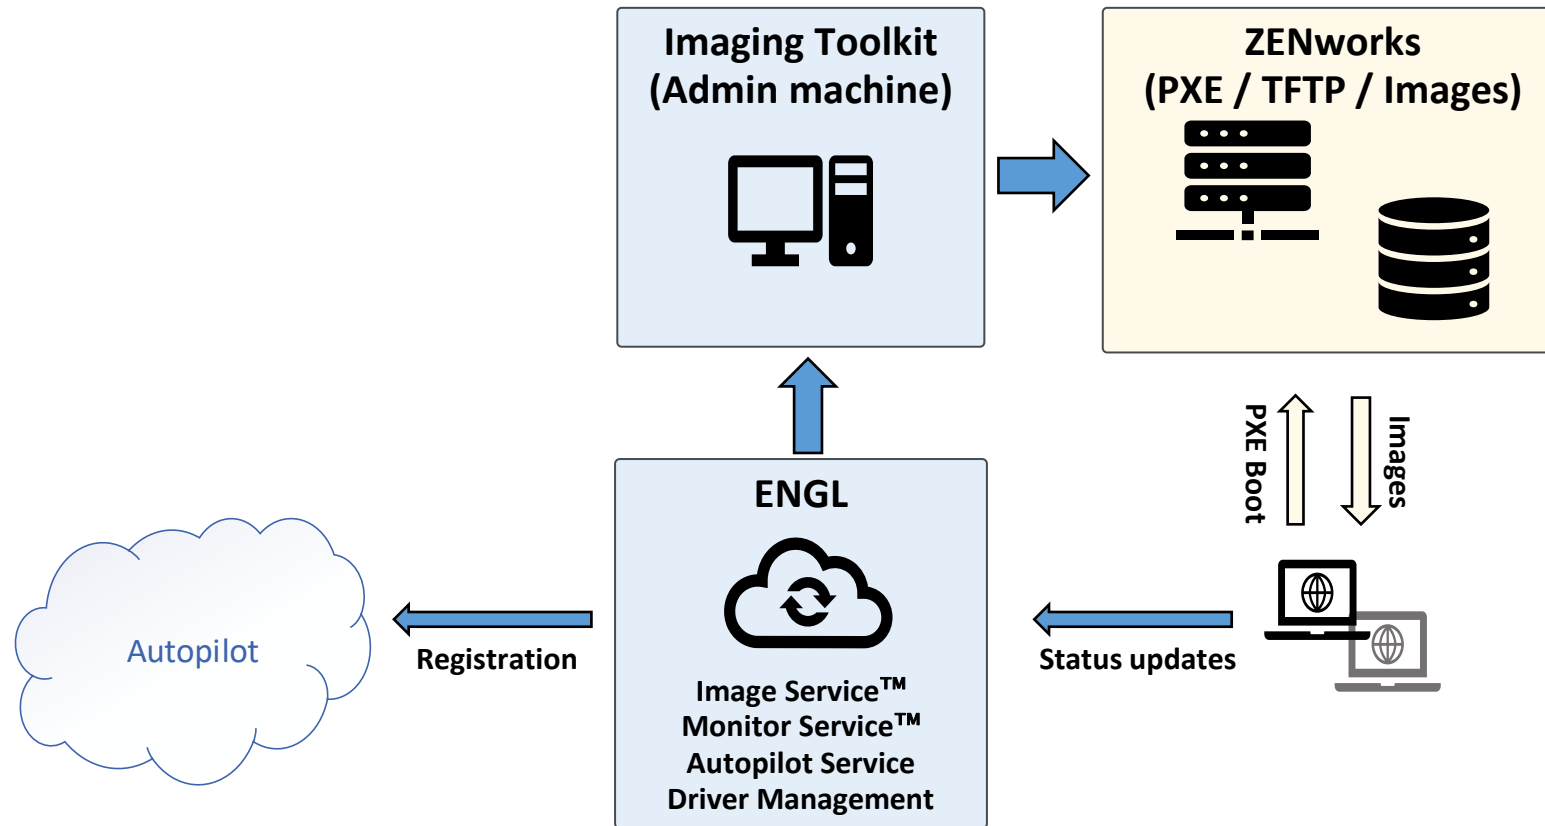 Imaging Toolkit
(Admin machine)
ZENworks
(PXE / TFTP / Images)
PXE Boot
Images
ENGL
Image Service™
Monitor Service™
Autopilot Service
Driver Management
Autopilot
Registration
Status updates